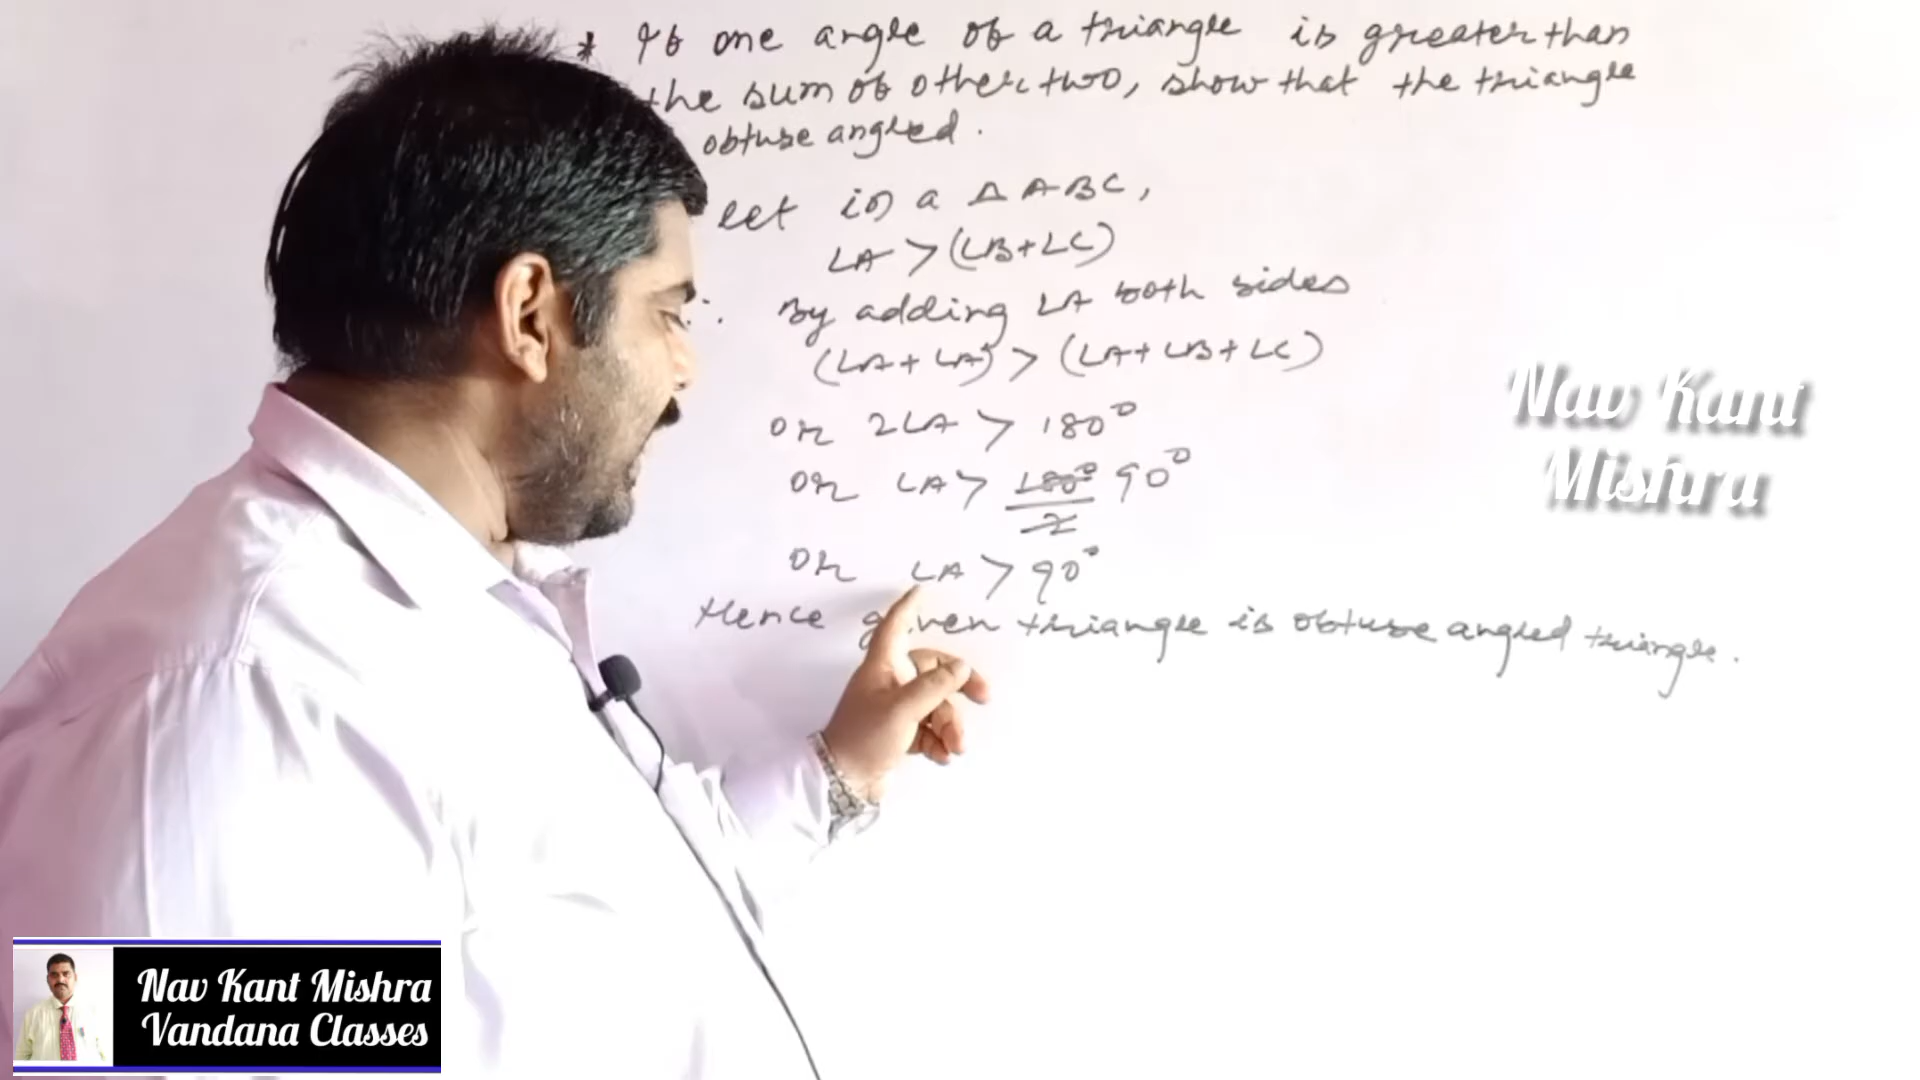 * If one angle of a triangle is greater than
the sum of other two, show that the triangle
obtuse angled.
let in a Δ ABC,
∠A > (∠B+∠C)
∴ By adding ∠A both sides
(∠A + ∠A) > (∠A + ∠B + ∠C)
or 2∠A > 180°
or ∠A > 180°/2 90°
or ∠A > 90°
Hence given triangle is obtuse angled triangle.
Nav Kant
Mishra
Nav Kant Mishra
Vandana Classes